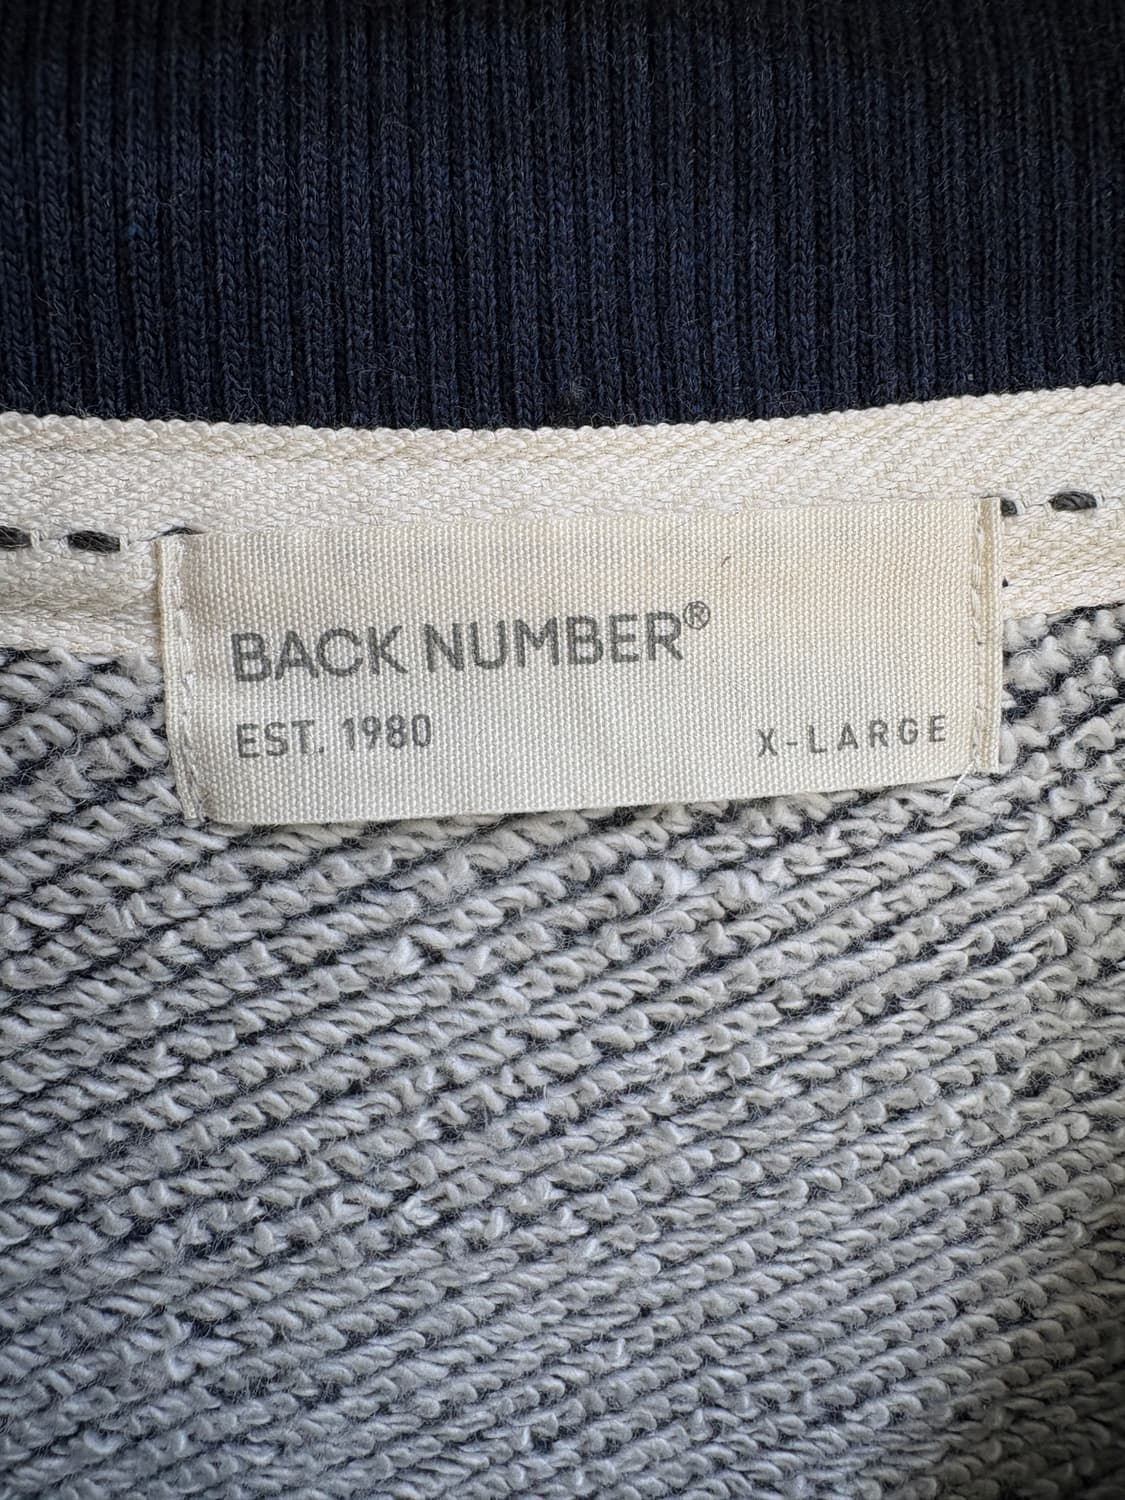 BACK NUMBER®
EST. 1980
X-LARGE